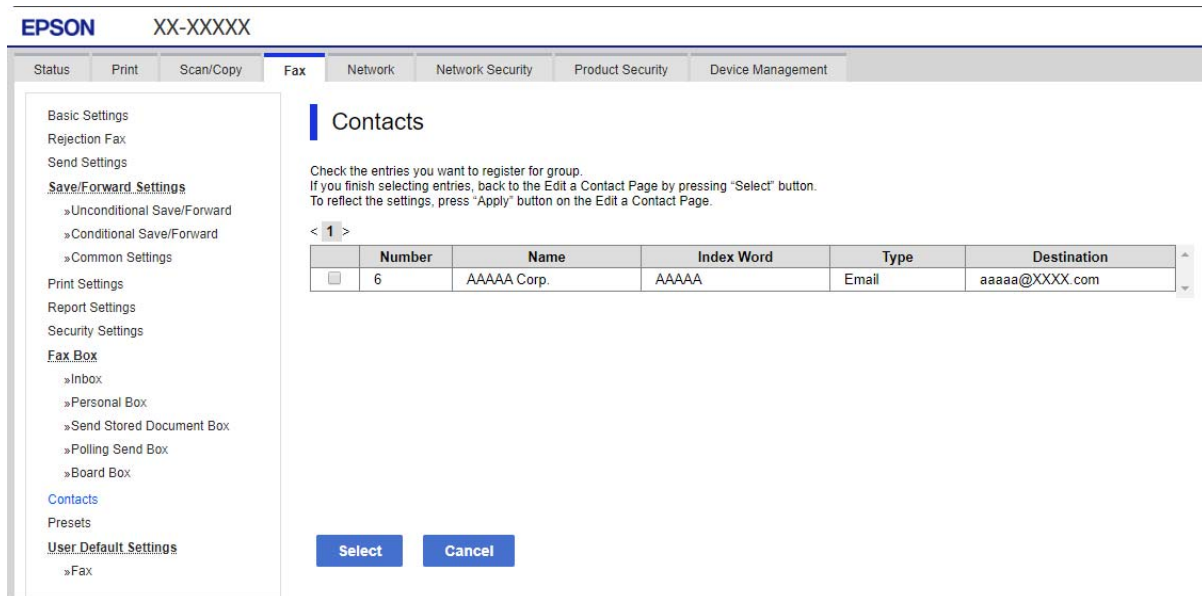 EPSON XX-XXXXX
Status Print Scan/Copy Fax Network Network Security Product Security Device Management
Basic Settings
Rejection Fax
Send Settings
Save/Forward Settings
»Unconditional Save/Forward
»Conditional Save/Forward
»Common Settings
Print Settings
Report Settings
Security Settings
Fax Box
»Inbox
»Personal Box
»Send Stored Document Box
»Polling Send Box
»Board Box
Contacts
Presets
User Default Settings
»Fax
Contacts
Check the entries you want to register for group.
If you finish selecting entries, back to the Edit a Contact Page by pressing “Select” button.
To reflect the settings, press “Apply” button on the Edit a Contact Page.
< 1 >
Number Name Index Word Type Destination
6 AAAAA Corp. AAAAA Email aaaaa@XXXX.com
Select Cancel